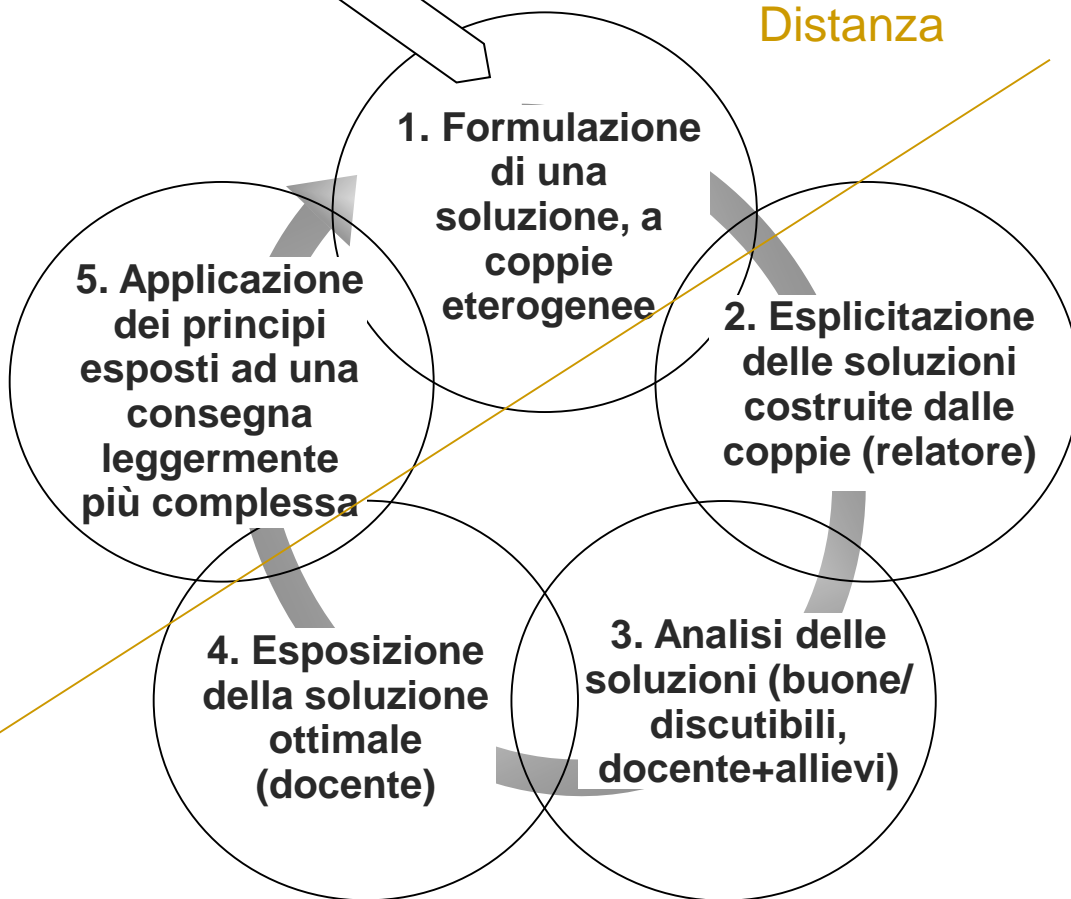 Distanza
1. Formulazione
di una
soluzione, a
coppie
eterogenee
2. Esplicitazione
delle soluzioni
costruite dalle
coppie (relatore)
3. Analisi delle
soluzioni (buone/
discutibili,
docente+allievi)
4. Esposizione
della soluzione
ottimale
(docente)
5. Applicazione
dei principi
esposti ad una
consegna
leggermente
più complessa